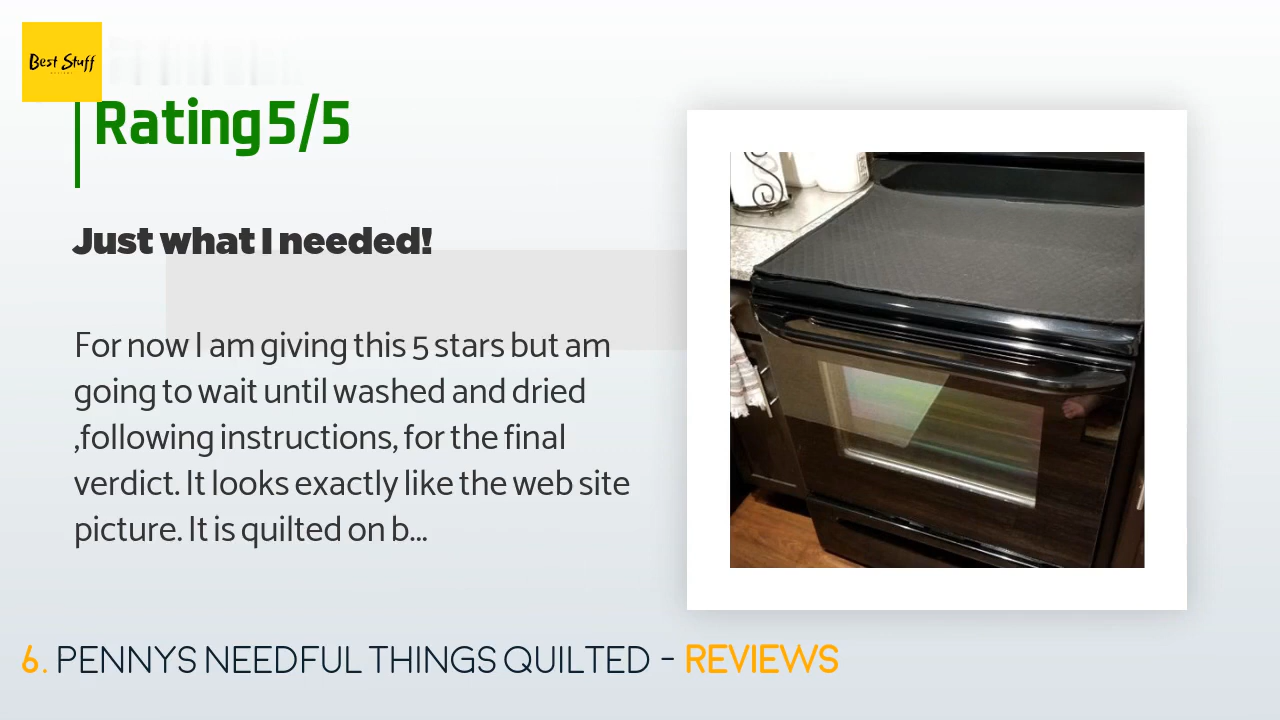 Best Stuff
Rating 5/5
Just what I needed!
For now I am giving this 5 stars but am
going to wait until washed and dried
,following instructions, for the final
verdict. It looks exactly like the web site
picture. It is quilted on b...
6. PENNYS NEEDFUL THINGS QUILTED - REVIEWS